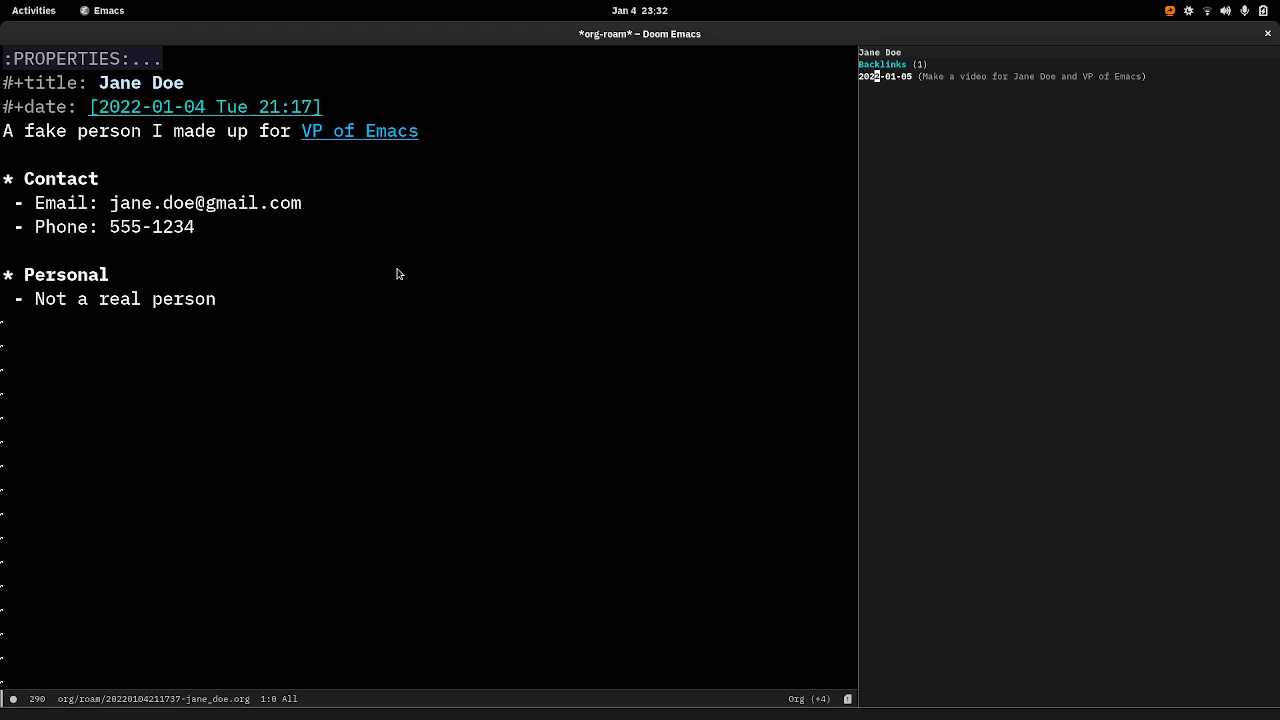 Activities
Emacs
Jan 4 23:32
*org-roam* – Doom Emacs
:PROPERTIES:...
#+title: Jane Doe
#+date: [2022-01-04 Tue 21:17]
A fake person I made up for VP of Emacs
* Contact
- Email: jane.doe@gmail.com
- Phone: 555-1234
* Personal
- Not a real person
290 org/roam/20220104211737-jane_doe.org 1:0 All
Org (+4)
Jane Doe
Backlinks (1)
2022-01-05 (Make a video for Jane Doe and VP of Emacs)